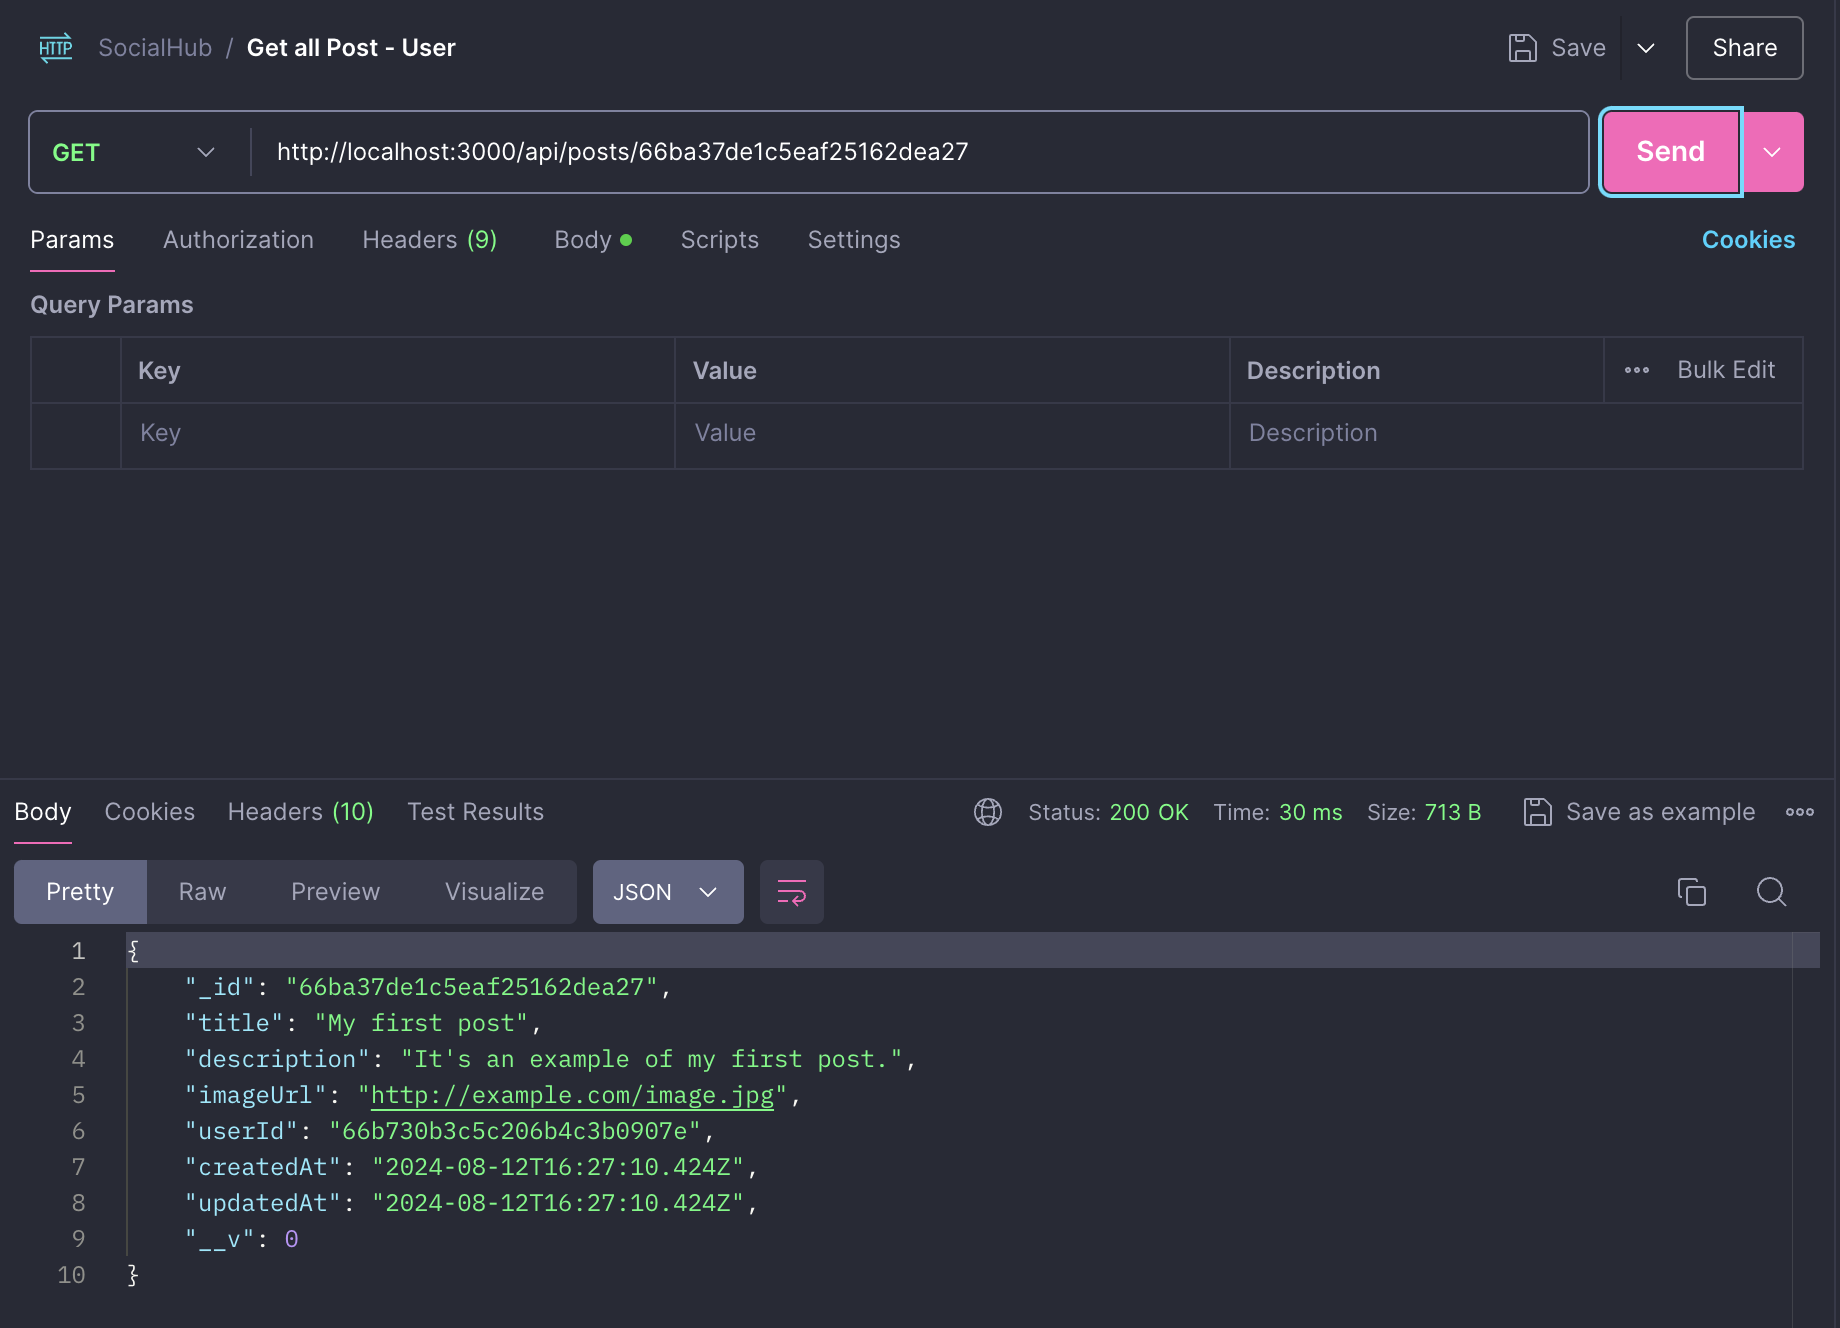 HTTP SocialHub / Get all Post - User Save Share
GET http://localhost:3000/api/posts/66ba37de1c5eaf25162dea27 Send
Params Authorization Headers (9) Body Scripts Settings Cookies
Query Params
Key Value Description Bulk Edit
Key Value Description
Body Cookies Headers (10) Test Results Status: 200 OK Time: 30 ms Size: 713 B Save as example
Pretty Raw Preview Visualize JSON
1 {
2 "_id": "66ba37de1c5eaf25162dea27",
3 "title": "My first post",
4 "description": "It's an example of my first post.",
5 "imageUrl": "http://example.com/image.jpg",
6 "userId": "66b730b3c5c206b4c3b0907e",
7 "createdAt": "2024-08-12T16:27:10.424Z",
8 "updatedAt": "2024-08-12T16:27:10.424Z",
9 "__v": 0
10 }